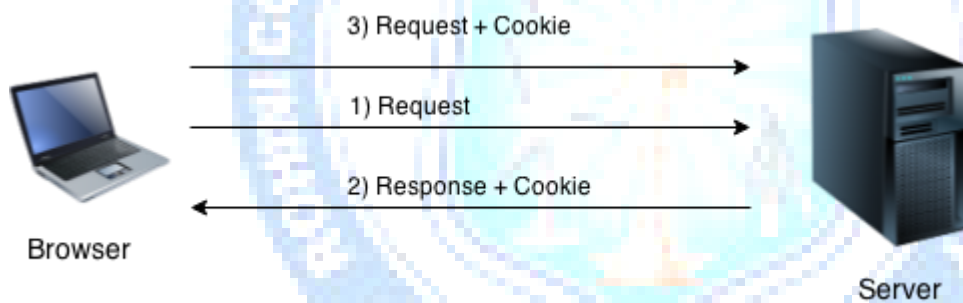 3) Request + Cookie
1) Request
2) Response + Cookie
Browser
Server